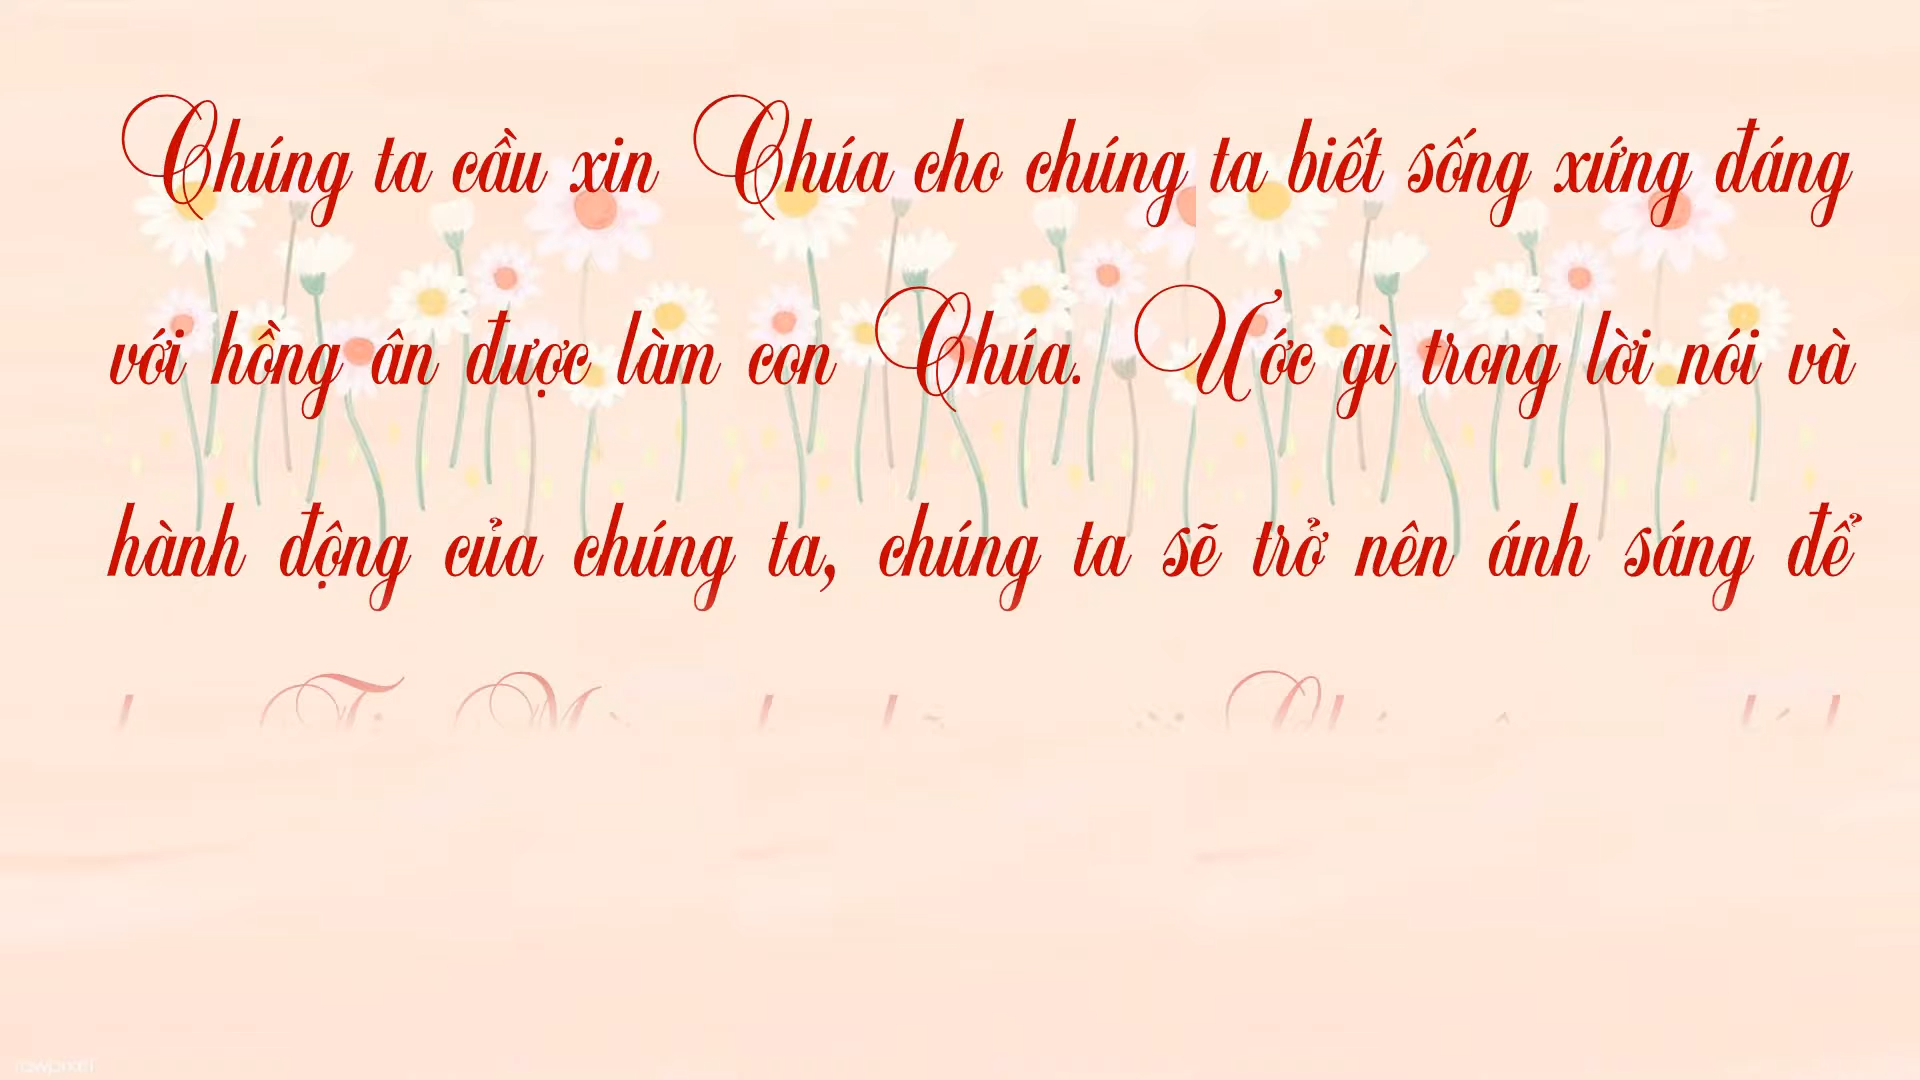 Chúng ta cầu xin Chúa cho chúng ta biết sống xứng đáng
với hồng ân được làm con Chúa. Ước gì trong lời nói và
hành động của chúng ta, chúng ta sẽ trở nên ánh sáng để
rawpixel